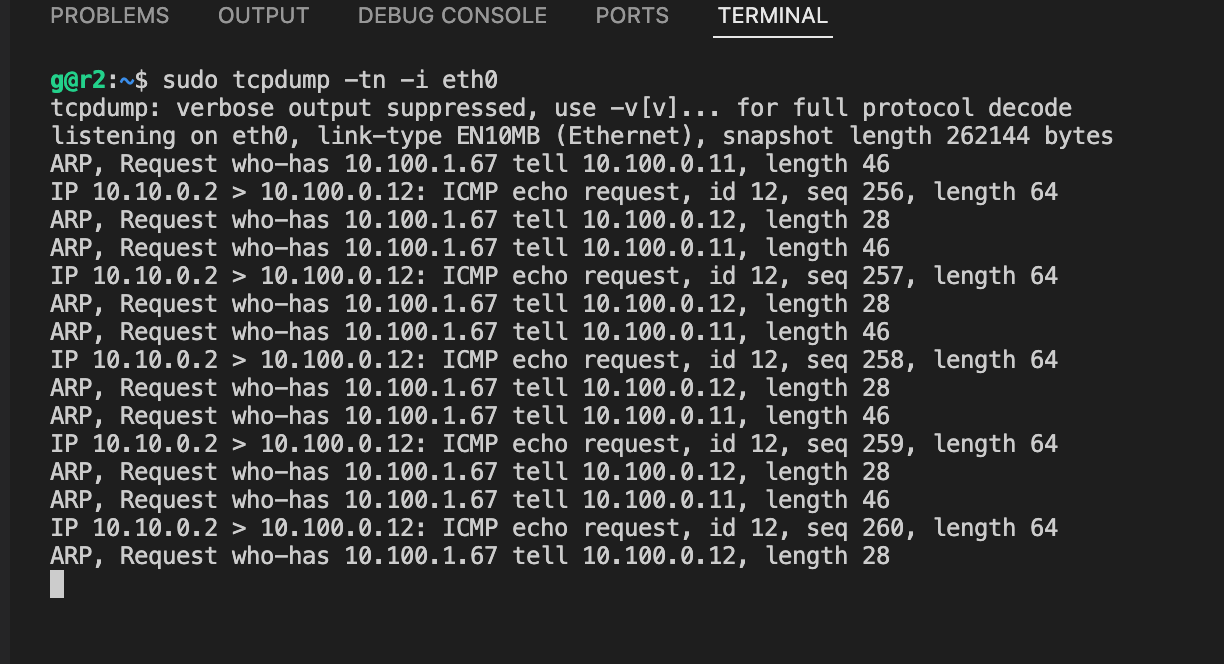 PROBLEMS OUTPUT DEBUG CONSOLE PORTS TERMINAL
g@r2:~$ sudo tcpdump -tn -i eth0
tcpdump: verbose output suppressed, use -v[v]... for full protocol decode
listening on eth0, link-type EN10MB (Ethernet), snapshot length 262144 bytes
ARP, Request who-has 10.100.1.67 tell 10.100.0.11, length 46
IP 10.10.0.2 > 10.100.0.12: ICMP echo request, id 12, seq 256, length 64
ARP, Request who-has 10.100.1.67 tell 10.100.0.12, length 28
ARP, Request who-has 10.100.1.67 tell 10.100.0.11, length 46
IP 10.10.0.2 > 10.100.0.12: ICMP echo request, id 12, seq 257, length 64
ARP, Request who-has 10.100.1.67 tell 10.100.0.12, length 28
ARP, Request who-has 10.100.1.67 tell 10.100.0.11, length 46
IP 10.10.0.2 > 10.100.0.12: ICMP echo request, id 12, seq 258, length 64
ARP, Request who-has 10.100.1.67 tell 10.100.0.12, length 28
ARP, Request who-has 10.100.1.67 tell 10.100.0.11, length 46
IP 10.10.0.2 > 10.100.0.12: ICMP echo request, id 12, seq 259, length 64
ARP, Request who-has 10.100.1.67 tell 10.100.0.12, length 28
ARP, Request who-has 10.100.1.67 tell 10.100.0.11, length 46
IP 10.10.0.2 > 10.100.0.12: ICMP echo request, id 12, seq 260, length 64
ARP, Request who-has 10.100.1.67 tell 10.100.0.12, length 28